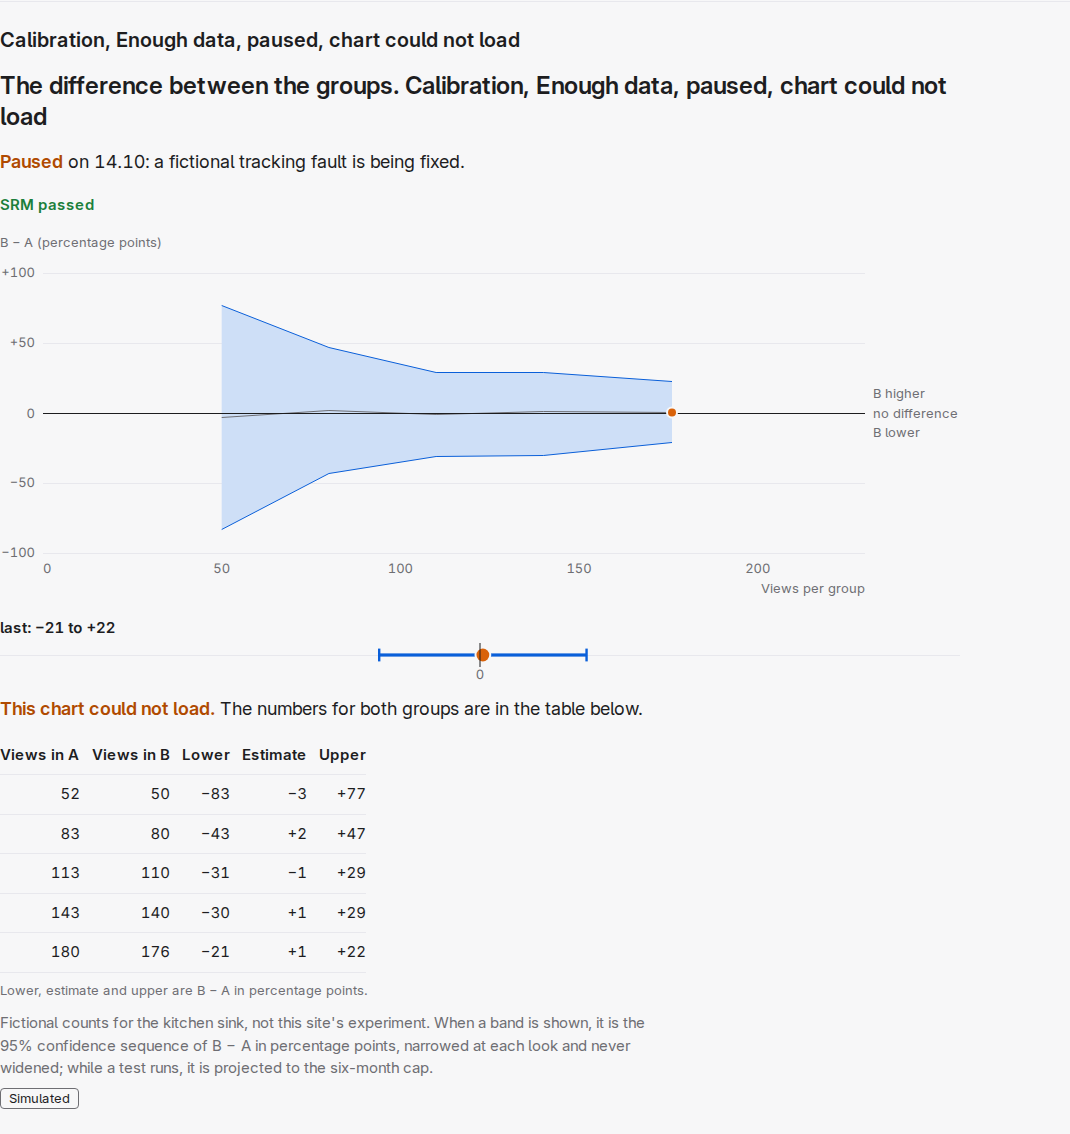 Calibration, Enough data, paused, chart could not load
The difference between the groups. Calibration, Enough data, paused, chart could not
load
Paused on 14.10: a fictional tracking fault is being fixed.
SRM passed
B − A (percentage points)
+100
+50
0
−50
−100
B higher
no difference
B lower
0 50 100 150 200
Views per group
last: −21 to +22
0
This chart could not load. The numbers for both groups are in the table below.
Views in A Views in B Lower Estimate Upper
52 50 −83 −3 +77
83 80 −43 +2 +47
113 110 −31 −1 +29
143 140 −30 +1 +29
180 176 −21 +1 +22
Lower, estimate and upper are B − A in percentage points.
Fictional counts for the kitchen sink, not this site's experiment. When a band is shown, it is the
95% confidence sequence of B − A in percentage points, narrowed at each look and never
widened; while a test runs, it is projected to the six-month cap.
Simulated